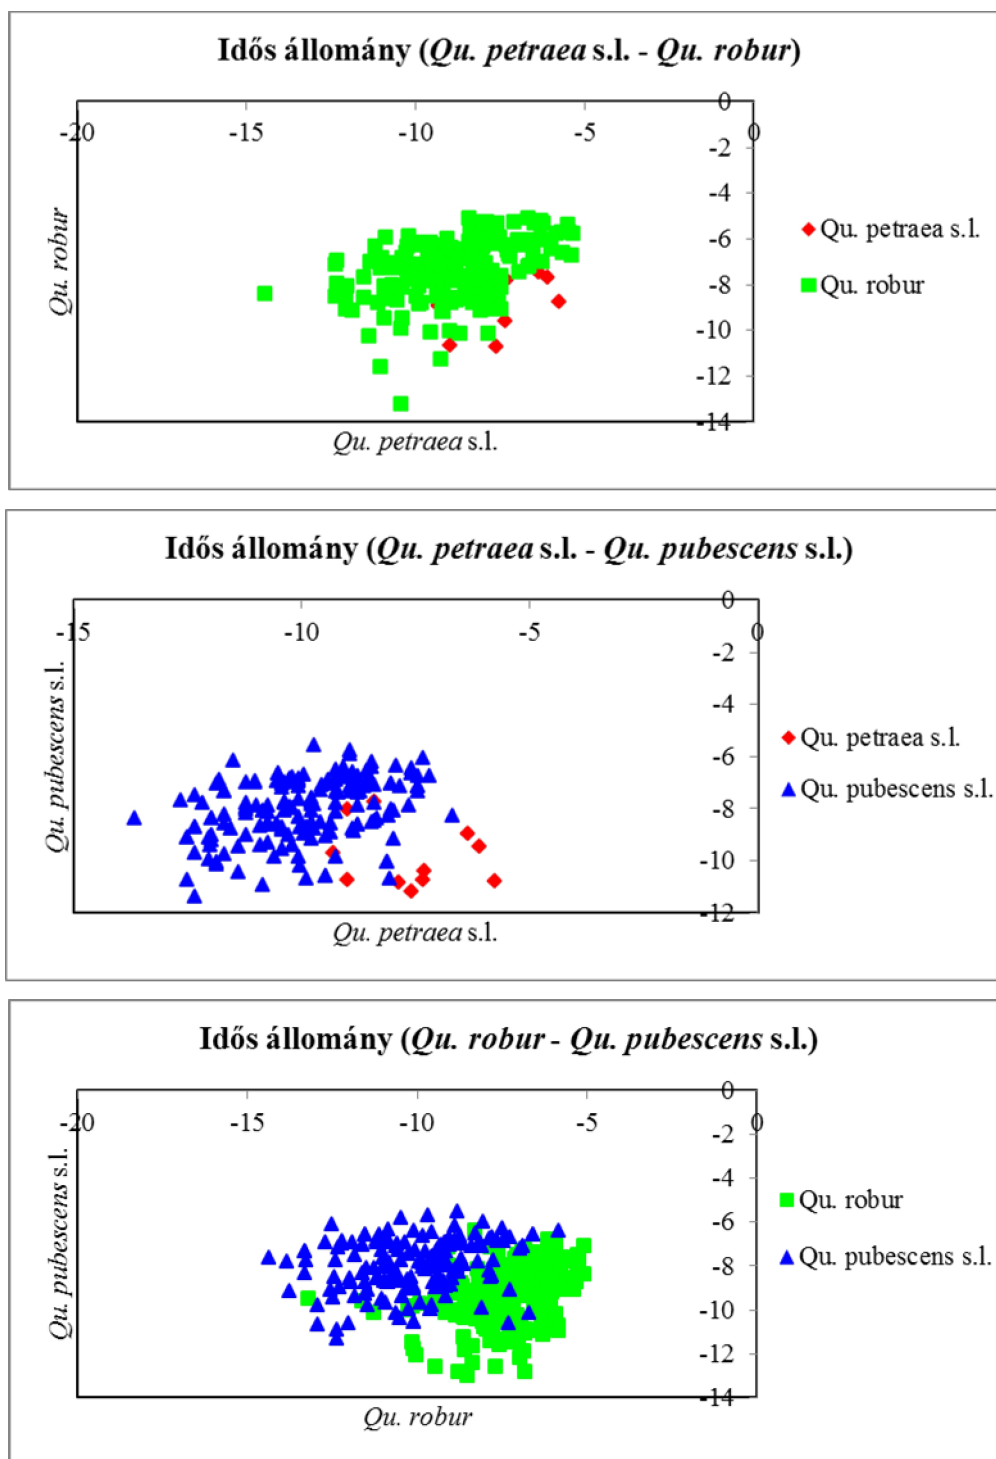 Idős állomány (Qu. petraea s.l. - Qu. robur)
-20 -15 -10 -5 0
0
-2
-4
-6
-8
-10
-12
-14
Qu. robur
Qu. petraea s.l.
Qu. petraea s.l.
Qu. robur
Idős állomány (Qu. petraea s.l. - Qu. pubescens s.l.)
-15 -10 -5 0
0
-2
-4
-6
-8
-10
-12
Qu. pubescens s.l.
Qu. petraea s.l.
Qu. petraea s.l.
Qu. pubescens s.l.
Idős állomány (Qu. robur - Qu. pubescens s.l.)
-20 -15 -10 -5 0
0
-2
-4
-6
-8
-10
-12
-14
Qu. pubescens s.l.
Qu. robur
Qu. robur
Qu. pubescens s.l.